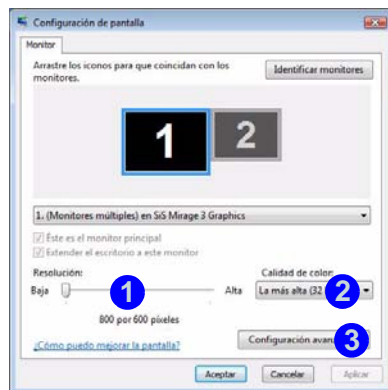 Configuración de pantalla
Monitor
Arrastre los iconos para que coincidan con los
monitores.
Identificar monitores
1
2
1. (Monitores múltiples) en SiS Mirage 3 Graphics
Éste es el monitor principal
Extender el escritorio a este monitor
Resolución:
Baja
1
Alta
800 por 600 píxeles
Calidad de color:
La más alta (32
2
¿Cómo puedo mejorar la pantalla?
Configuración
3
Aceptar
Cancelar
Aplicar